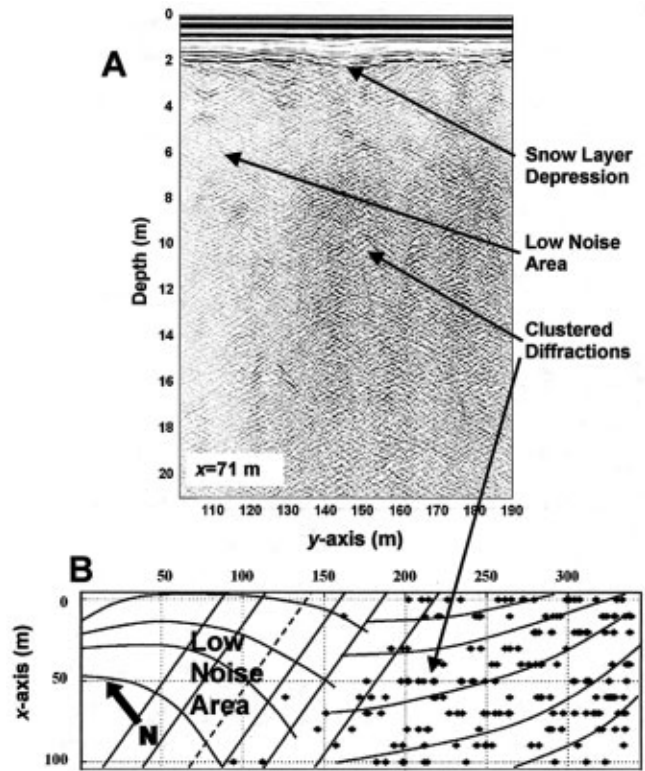 A
0
2
4
6
8
10
12
14
16
18
20
Depth (m)
Snow Layer
Depression
Low Noise
Area
Clustered
Diffractions
x=71 m
110 120 130 140 150 160 170 180 190
y-axis (m)
B
50 100 150 200 250 300
0
50
100
x-axis (m)
Low
Noise
Area
N